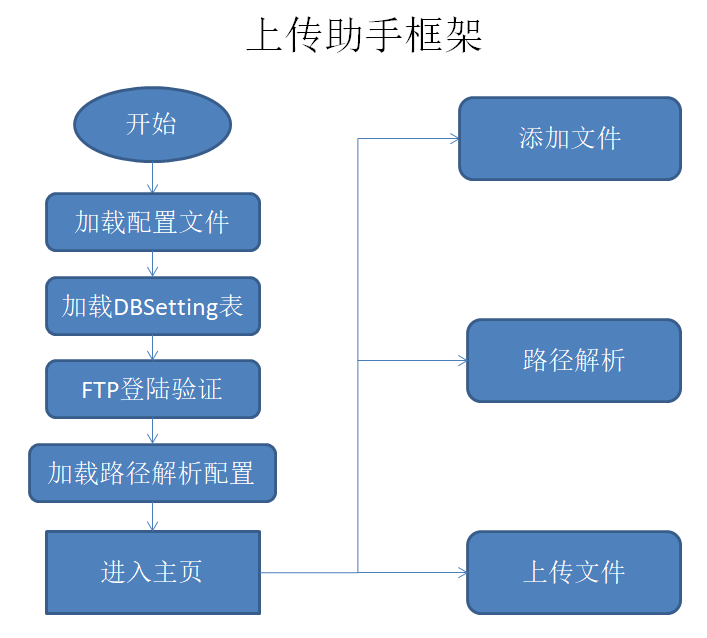 上传助手框架
开始
加载配置文件
加载DBSetting表
FTP登陆验证
加载路径解析配置
进入主页
添加文件
路径解析
上传文件